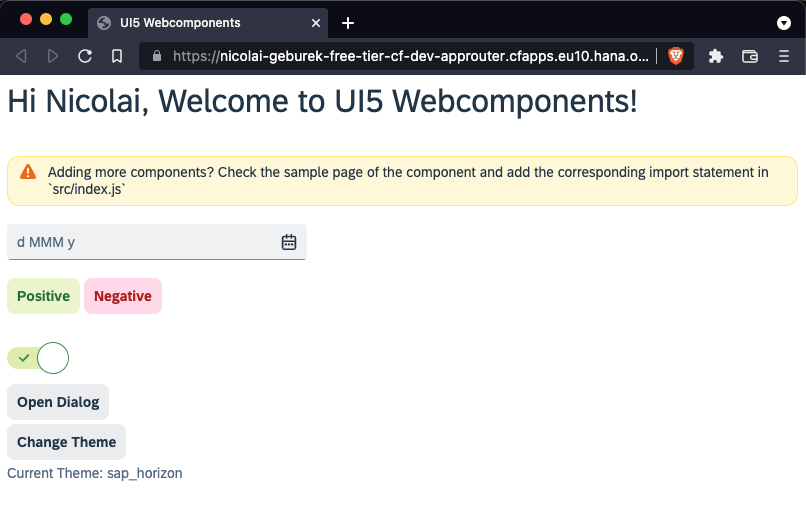 UI5 Webcomponents
https://nicolai-geburek-free-tier-cf-dev-approuter.cfapps.eu10.hana.o...
Hi Nicolai, Welcome to UI5 Webcomponents!
Adding more components? Check the sample page of the component and add the corresponding import statement in
`src/index.js`
d MMM y
Positive Negative
Open Dialog
Change Theme
Current Theme: sap_horizon